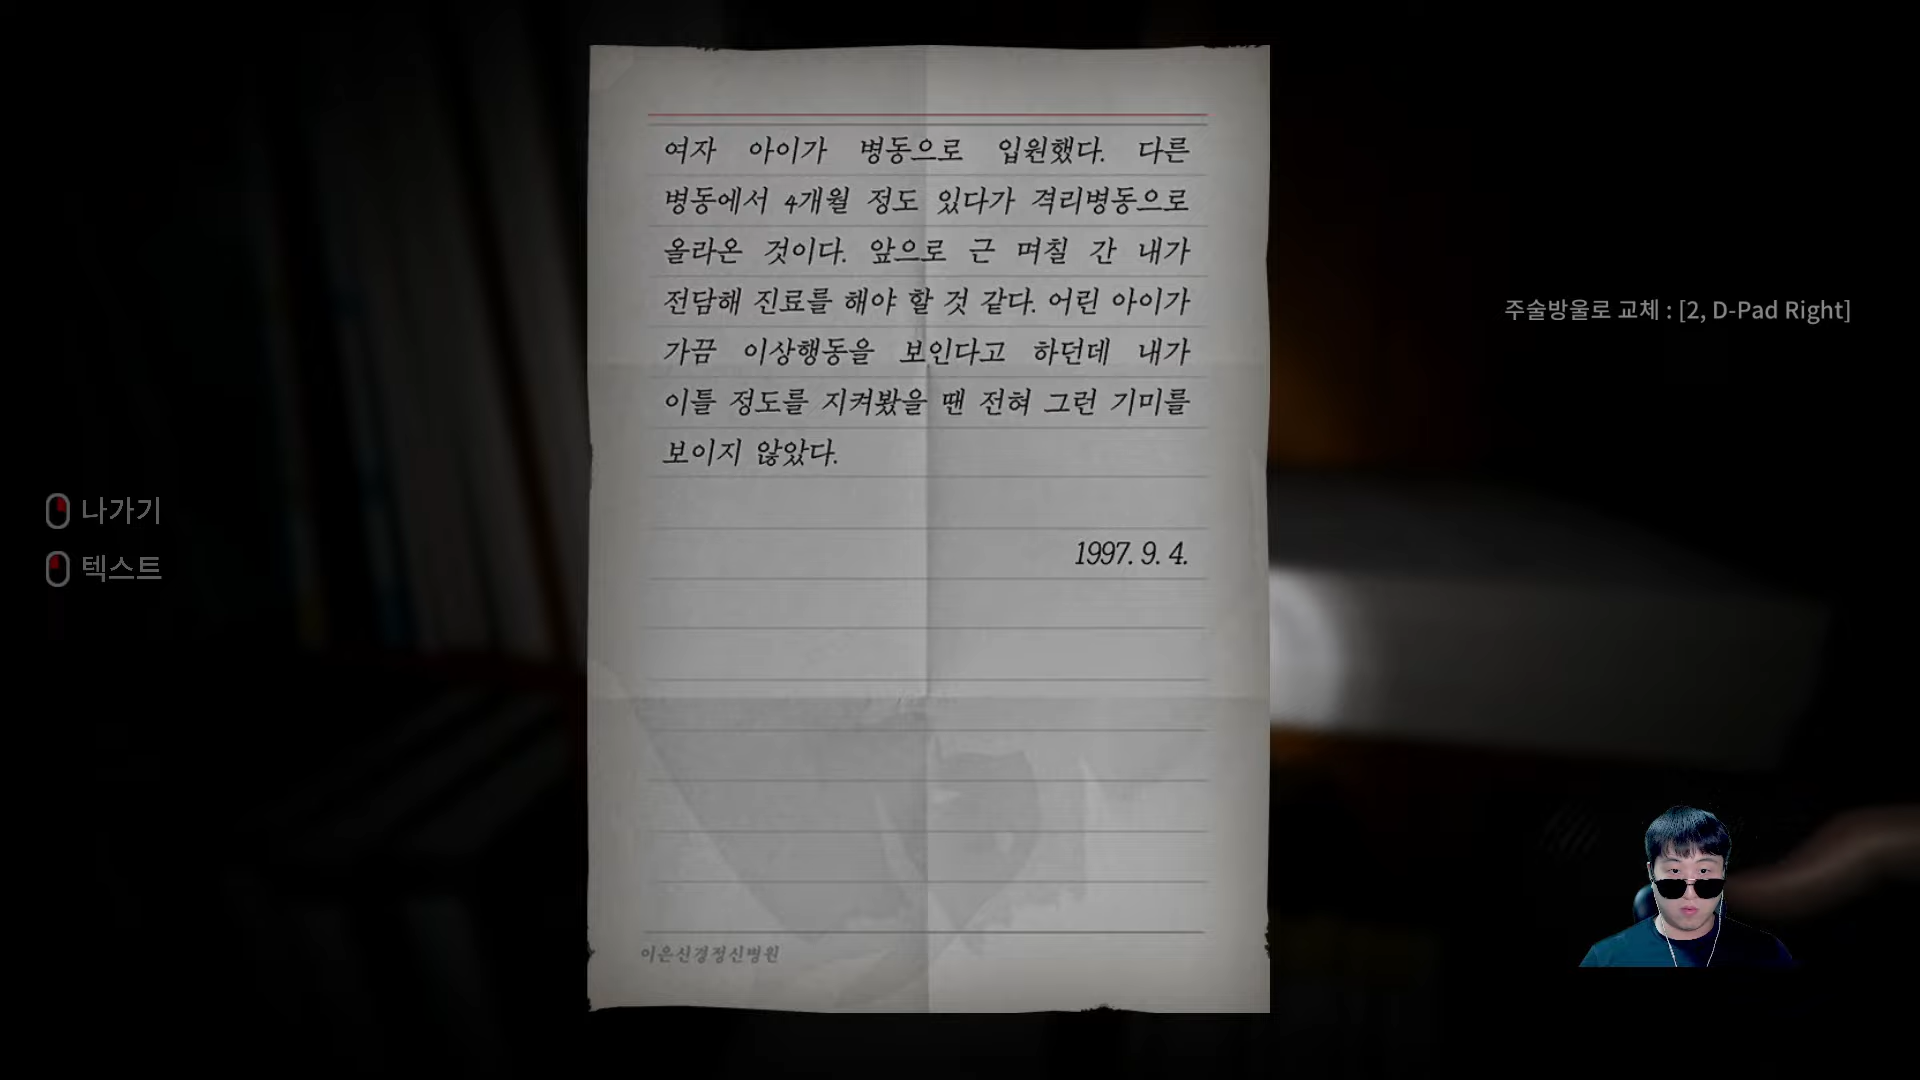 여자 아이가 병동으로 입원했다. 다른
병동에서 4개월 정도 있다가 격리병동으로
올라온 것이다. 앞으로 근 며칠 간 내가
전담해 진료를 해야 할 것 같다. 어린 아이가
가끔 이상행동을 보인다고 하던데 내가
이틀 정도를 지켜봤을 땐 전혀 그런 기미를
보이지 않았다.
1997. 9. 4.
이은신경정신병원
주술방울로 교체 : [2, D-Pad Right]
나가기
텍스트